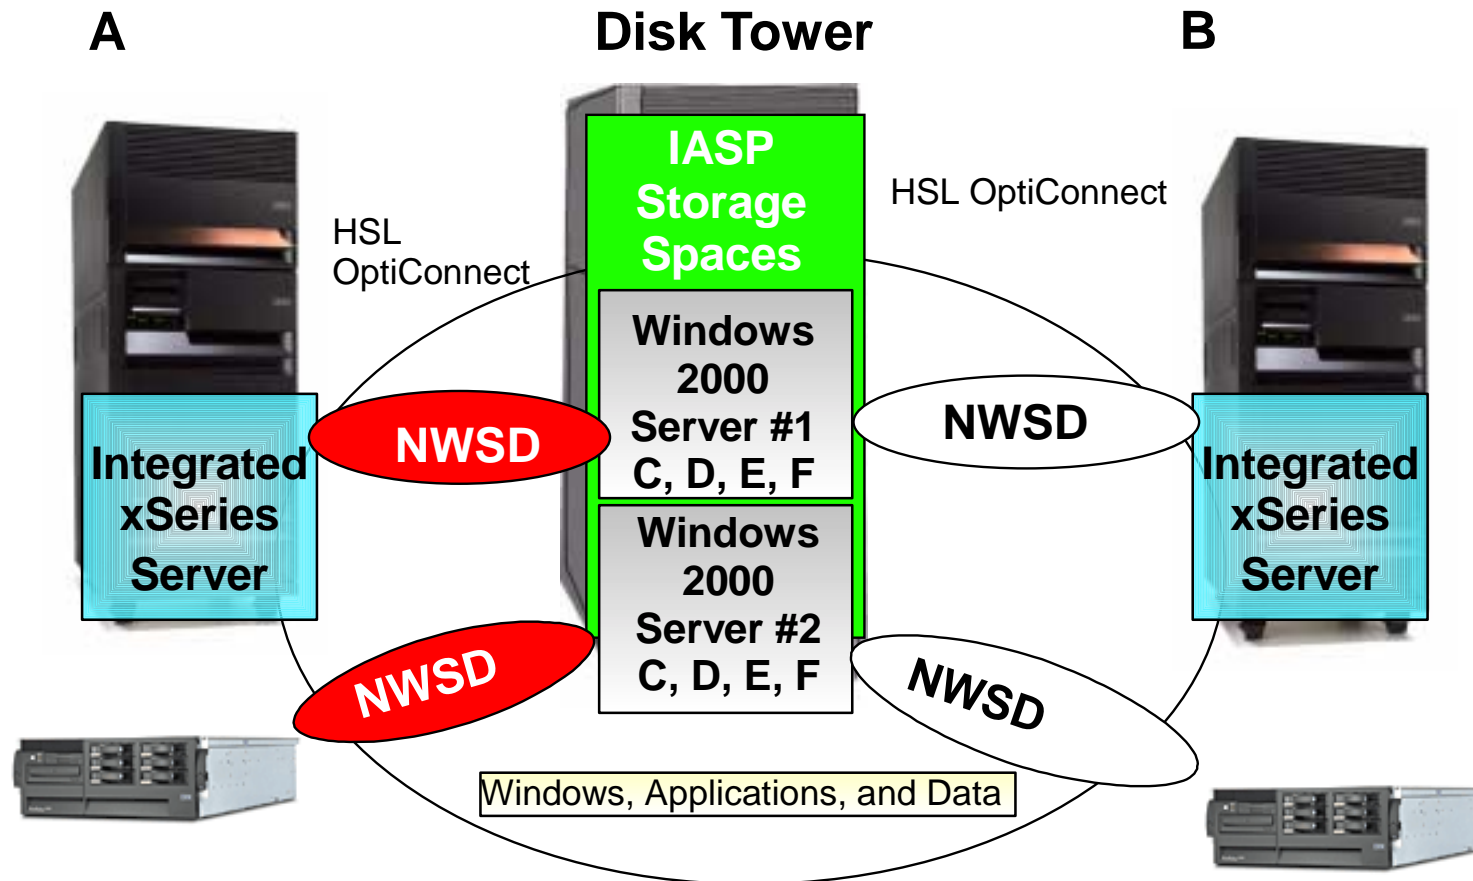 A
Disk Tower
B
IASP
Storage
Spaces
HSL OptiConnect
HSL
OptiConnect
Windows
2000
Server #1
C, D, E, F
NWSD
NWSD
Integrated
xSeries
Server
Integrated
xSeries
Server
Windows
2000
Server #2
C, D, E, F
NWSD
NWSD
Windows, Applications, and Data